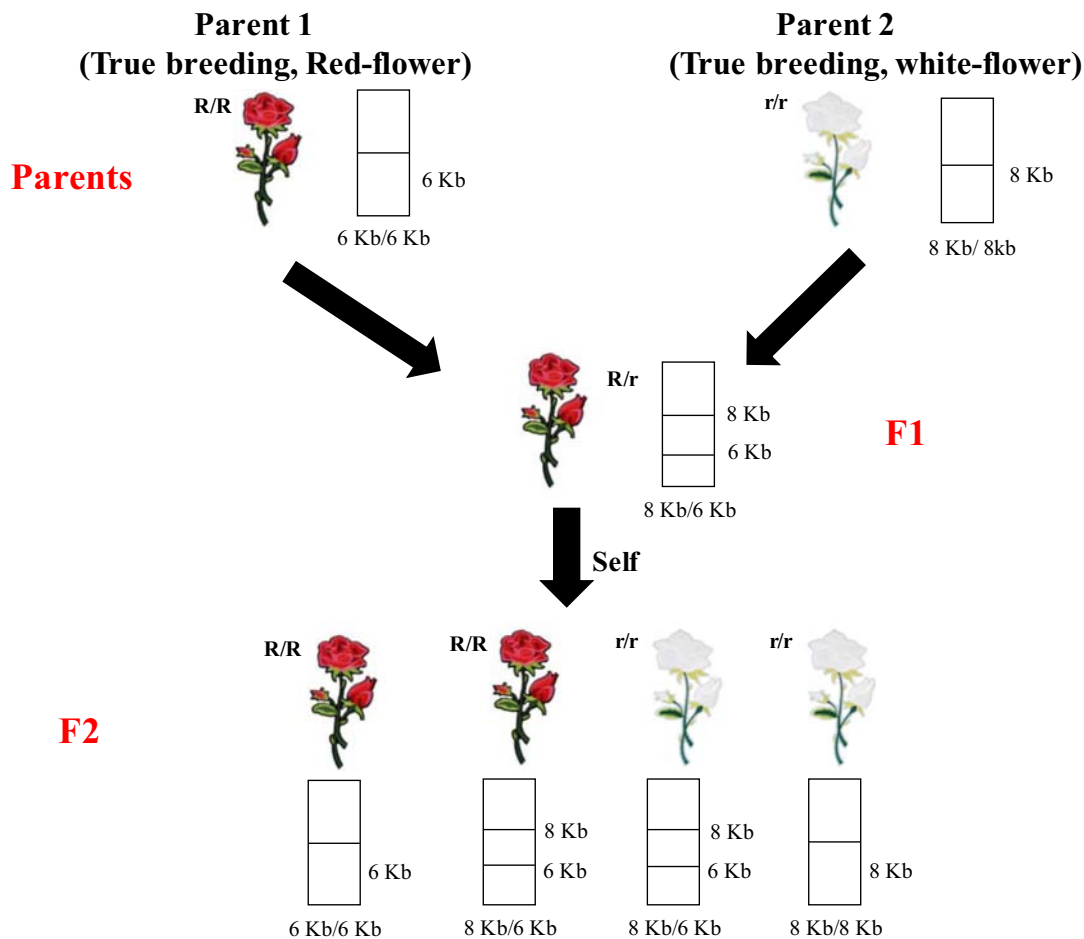 Parent 1
(True breeding, Red-flower)
Parent 2
(True breeding, white-flower)
R/R
r/r
Parents
6 Kb
8 Kb
6 Kb/6 Kb
8 Kb/ 8kb
R/r
8 Kb
6 Kb
F1
8 Kb/6 Kb
Self
R/R
R/R
r/r
r/r
F2
8 Kb
6 Kb
8 Kb
6 Kb
6 Kb
8 Kb
6 Kb/6 Kb
8 Kb/6 Kb
8 Kb/6 Kb
8 Kb/8 Kb